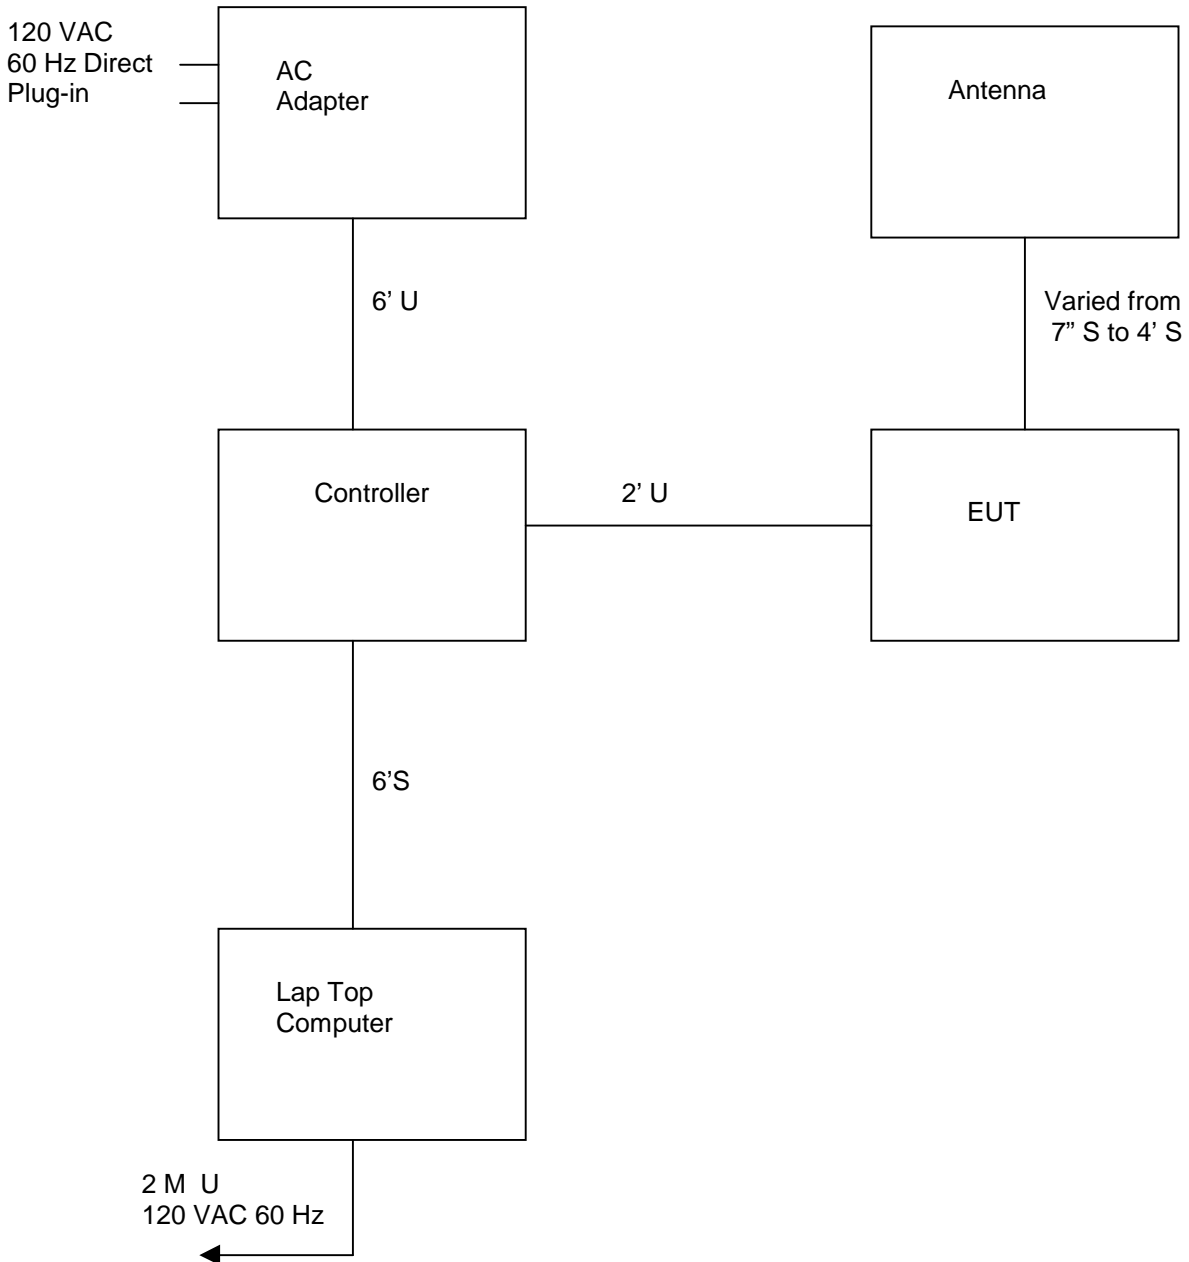 120 VAC
60 Hz Direct
Plug-in
AC
Adapter
Antenna
6’ U
Varied from
7” S to 4’ S
Controller
2’ U
EUT
6’S
Lap Top
Computer
2 M  U
120 VAC 60 Hz